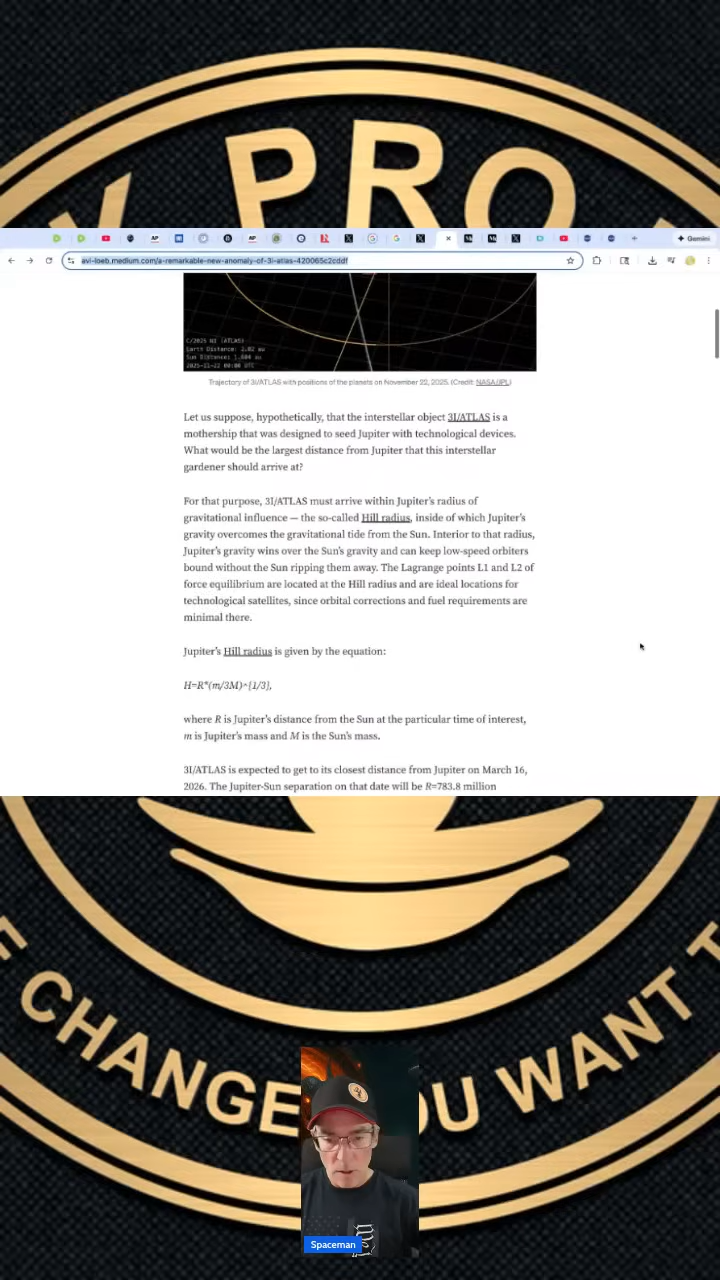 PRO
Gemini
avi-loeb.medium.com/a-remarkable-new-anomaly-of-3i-atlas-420065c2cddf
C/2025 N1 (ATLAS)
Earth Distance: 2.02 au
Sun Distance: 1.604 au
2025-11-22 00:00 UTC
Trajectory of 3I/ATLAS with positions of the planets on November 22, 2025. (Credit: NASA/JPL)
Let us suppose, hypothetically, that the interstellar object 3I/ATLAS is a
mothership that was designed to seed Jupiter with technological devices.
What would be the largest distance from Jupiter that this interstellar
gardener should arrive at?
For that purpose, 3I/ATLAS must arrive within Jupiter's radius of
gravitational influence — the so-called Hill radius, inside of which Jupiter's
gravity overcomes the gravitational tide from the Sun. Interior to that radius,
Jupiter's gravity wins over the Sun's gravity and can keep low-speed orbiters
bound without the Sun ripping them away. The Lagrange points L1 and L2 of
force equilibrium are located at the Hill radius and are ideal locations for
technological satellites, since orbital corrections and fuel requirements are
minimal there.
Jupiter's Hill radius is given by the equation:
H=R*(m/3M)^{1/3},
where R is Jupiter's distance from the Sun at the particular time of interest,
m is Jupiter's mass and M is the Sun's mass.
3I/ATLAS is expected to get to its closest distance from Jupiter on March 16,
2026. The Jupiter-Sun separation on that date will be R=783.8 million
CHANGE OU WANT T
Spaceman